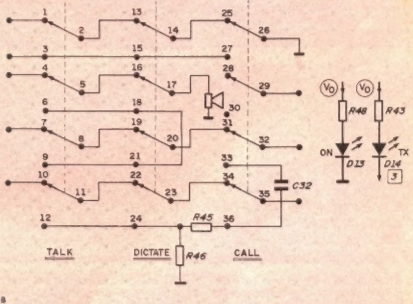 1 13 25
2 14 26
3 15 27
4 16 28
5 17 29
6 18 30
7 19 31
8 20 32
9 21 33
10 22 34
11 23 35
C32
12 24 R45 36
R46
TALK DICTATE CALL
V0 V0
R48 R43
ON D13 D14 TX
3
B